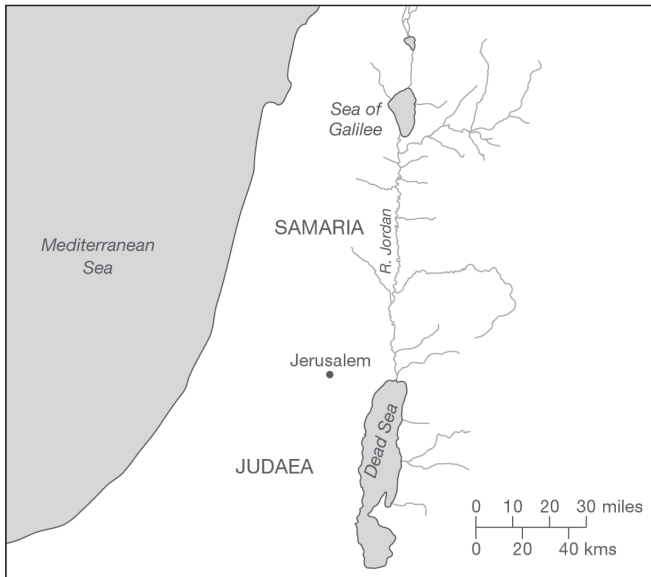 Sea of
Galilee
SAMARIA
R. Jordan
Mediterranean
Sea
Jerusalem
Dead Sea
JUDAEA
0 10 20 30 miles
0 20 40 kms